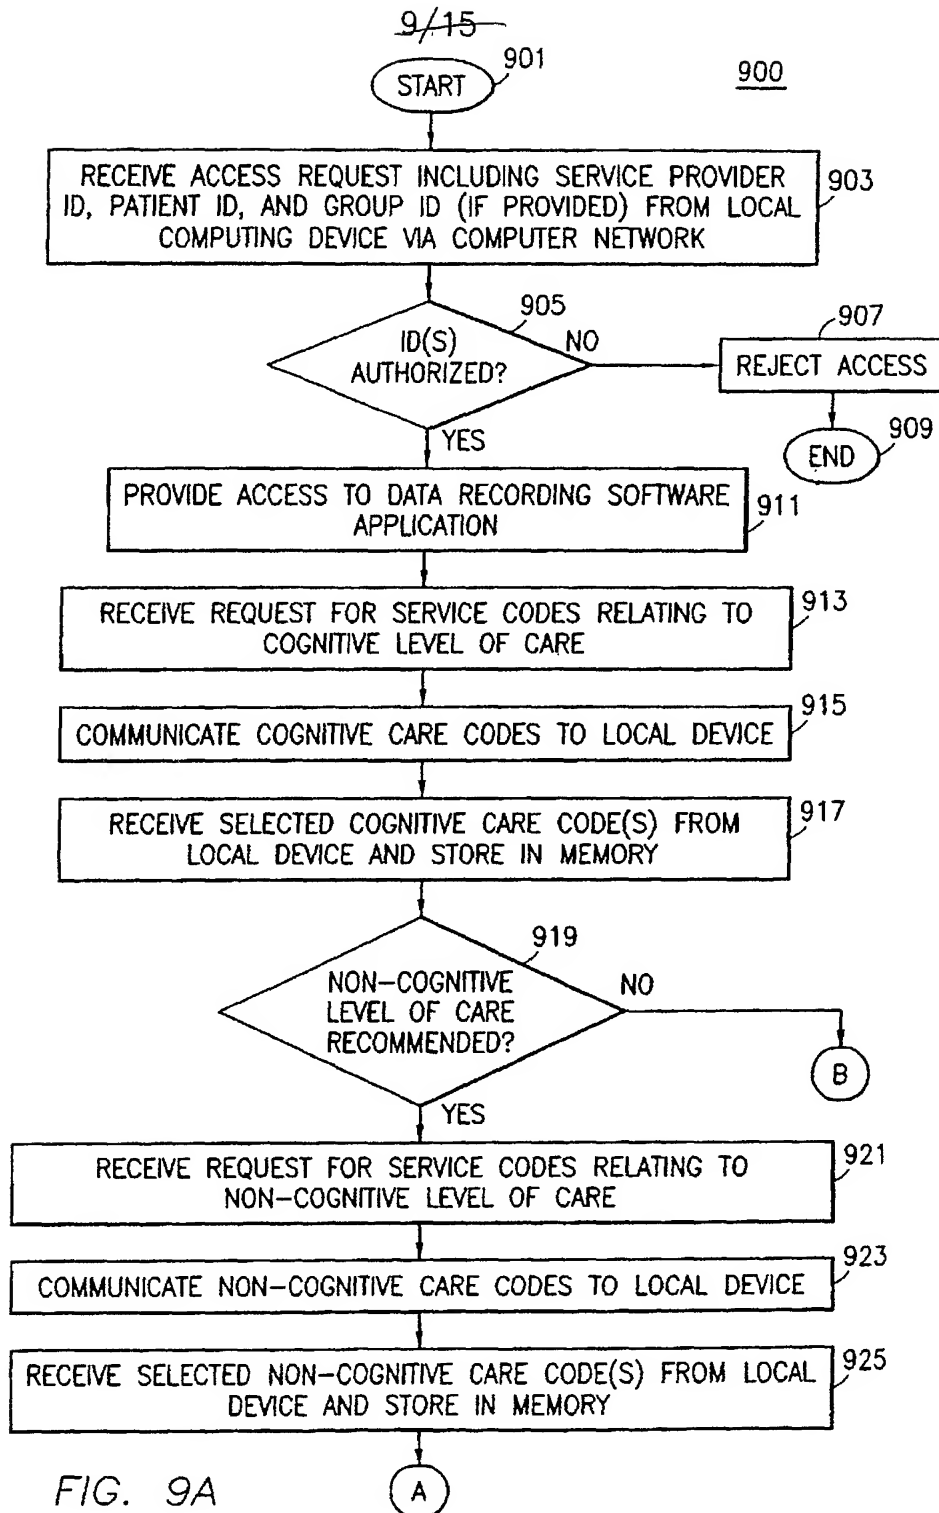 9/15
START
901
900
RECEIVE ACCESS REQUEST INCLUDING SERVICE PROVIDER
ID, PATIENT ID, AND GROUP ID (IF PROVIDED) FROM LOCAL
COMPUTING DEVICE VIA COMPUTER NETWORK
903
ID(S)
AUTHORIZED?
905
NO
907
REJECT ACCESS
END
909
YES
PROVIDE ACCESS TO DATA RECORDING SOFTWARE
APPLICATION
911
RECEIVE REQUEST FOR SERVICE CODES RELATING TO
COGNITIVE LEVEL OF CARE
913
COMMUNICATE COGNITIVE CARE CODES TO LOCAL DEVICE
915
RECEIVE SELECTED COGNITIVE CARE CODE(S) FROM
LOCAL DEVICE AND STORE IN MEMORY
917
919
NON-COGNITIVE
LEVEL OF CARE
RECOMMENDED?
NO
B
YES
RECEIVE REQUEST FOR SERVICE CODES RELATING TO
NON-COGNITIVE LEVEL OF CARE
921
COMMUNICATE NON-COGNITIVE CARE CODES TO LOCAL DEVICE
923
RECEIVE SELECTED NON-COGNITIVE CARE CODE(S) FROM LOCAL
DEVICE AND STORE IN MEMORY
925
A
FIG. 9A